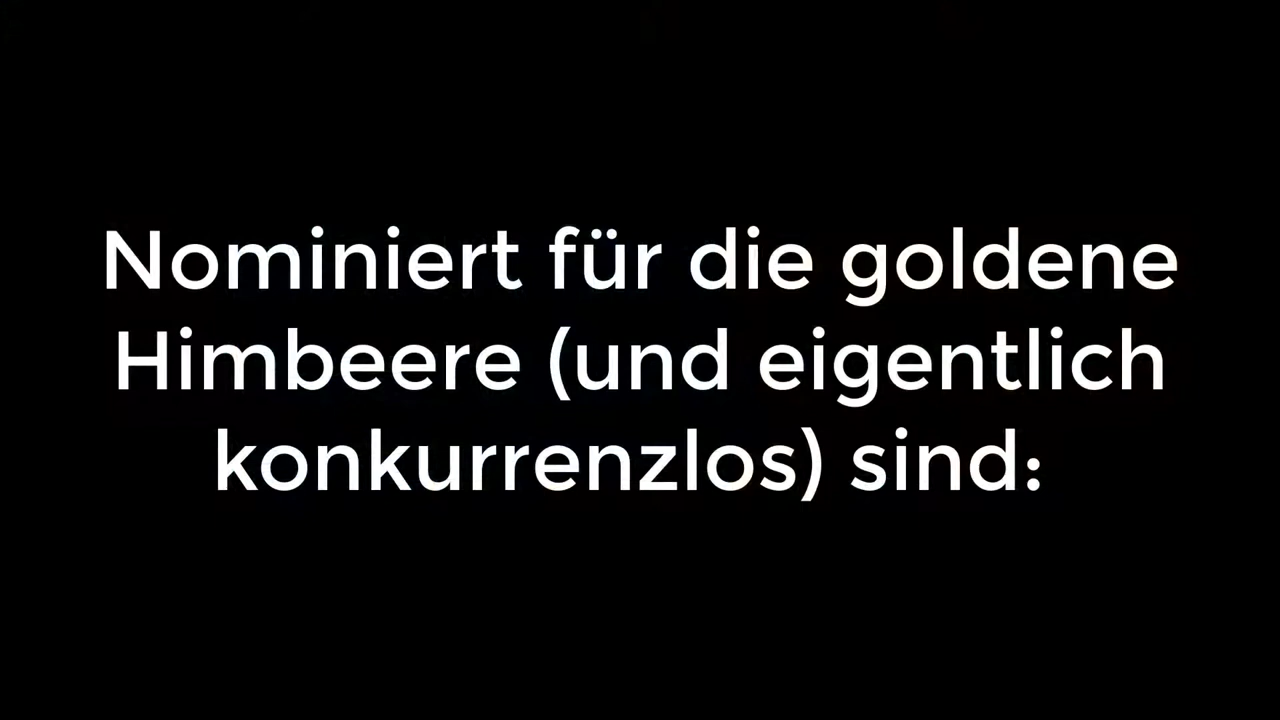 Nominiert für die goldene
Himbeere (und eigentlich
konkurrenzlos) sind: